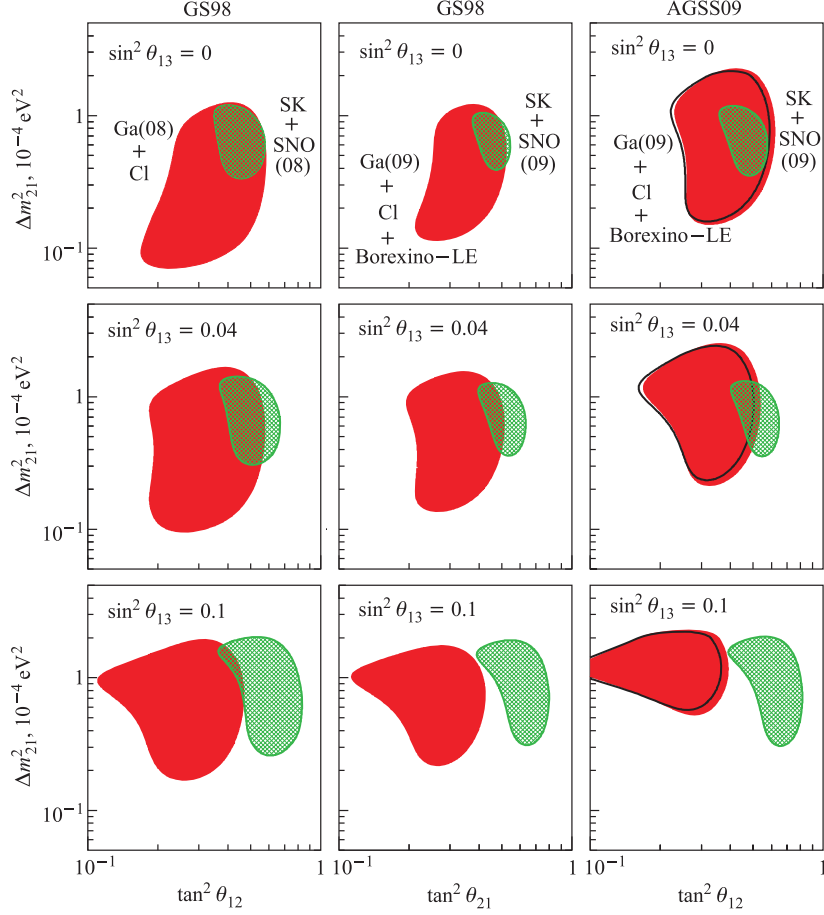 GS98
GS98
AGSS09
sin² θ₁₃ = 0
Ga(08)
+
Cl
SK
+
SNO
(08)
sin² θ₁₃ = 0
Ga(09)
+
Cl
+
Borexino−LE
SK
+
SNO
(09)
sin² θ₁₃ = 0
Ga(09)
+
Cl
+
Borexino−LE
SK
+
SNO
(09)
Δm²₂₁, 10⁻⁴ eV²
1
10⁻¹
sin² θ₁₃ = 0.04
sin² θ₁₃ = 0.04
sin² θ₁₃ = 0.04
Δm²₂₁, 10⁻⁴ eV²
1
10⁻¹
sin² θ₁₃ = 0.1
sin² θ₁₃ = 0.1
sin² θ₁₃ = 0.1
Δm²₂₁, 10⁻⁴ eV²
1
10⁻¹
10⁻¹ 1 10⁻¹ 1 10⁻¹ 1
tan² θ₁₂
tan² θ₂₁
tan² θ₁₂